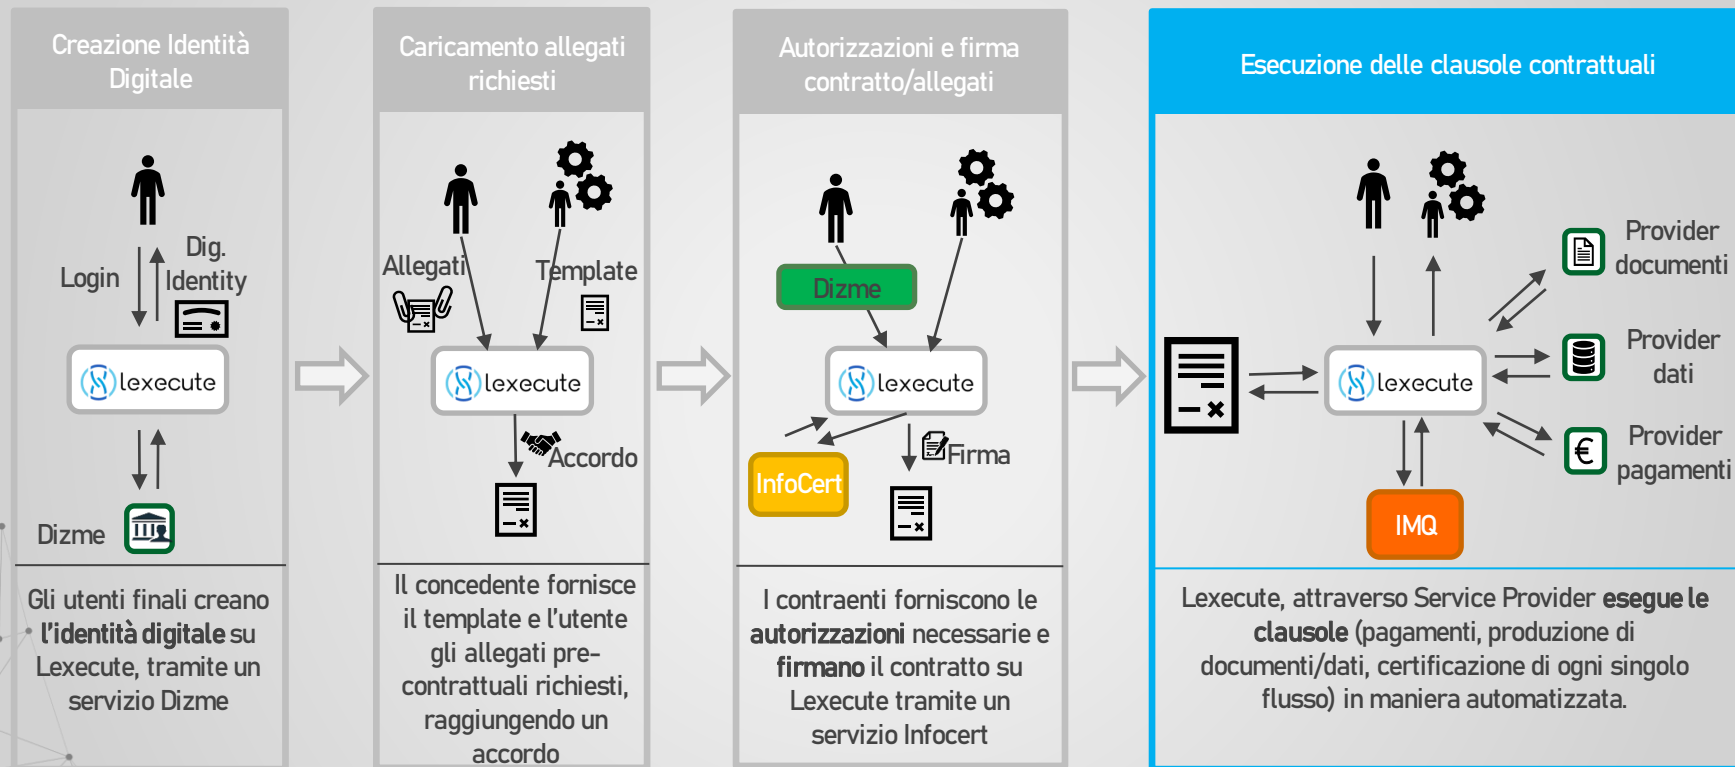 Creazione Identità
Digitale
Login
Dig.
Identity
lexecute
Dizme
Gli utenti finali creano
l'identità digitale su
Lexecute, tramite un
servizio Dizme
Caricamento allegati
richiesti
Allegati
Template
lexecute
Accordo
Il concedente fornisce
il template e l'utente
gli allegati pre-
contrattuali richiesti,
raggiungendo un
accordo
Autorizzazioni e firma
contratto/allegati
Dizme
lexecute
InfoCert
Firma
I contraenti forniscono le
autorizzazioni necessarie e
firmano il contratto su
Lexecute tramite un
servizio Infocert
Esecuzione delle clausole contrattuali
Provider
documenti
lexecute
Provider
dati
€
Provider
pagamenti
IMQ
Lexecute, attraverso Service Provider esegue le
clausole (pagamenti, produzione di
documenti/dati, certificazione di ogni singolo
flusso) in maniera automatizzata.